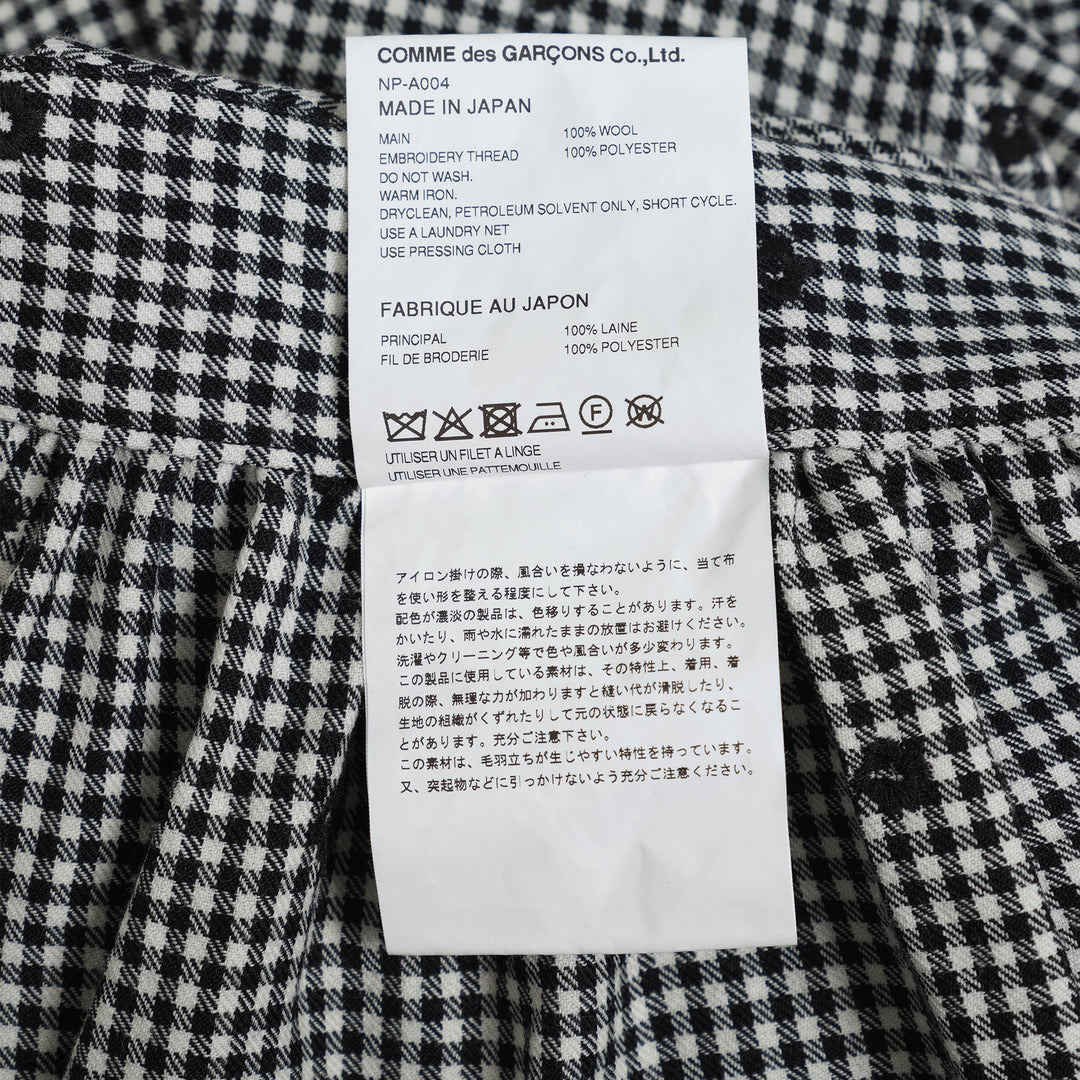 COMME des GARÇONS Co.,Ltd.
NP-A004
MADE IN JAPAN
MAIN 100% WOOL
EMBROIDERY THREAD 100% POLYESTER
DO NOT WASH.
WARM IRON.
DRYCLEAN, PETROLEUM SOLVENT ONLY, SHORT CYCLE.
USE A LAUNDRY NET
USE PRESSING CLOTH
FABRIQUE AU JAPON
PRINCIPAL 100% LAINE
FIL DE BRODERIE 100% POLYESTER
F W
UTILISER UN FILET A LINGE
UTILISER UNE PATTEMOUILLE
アイロン掛けの際、風合いを損なわないように、当て布
を使い形を整える程度にして下さい。
配色が濃淡の製品は、色移りすることがあります。汗を
かいたり、雨や水に濡れたままの放置はお避けください。
洗濯やクリーニング等で色や風合いが多少変わります。
この製品に使用している素材は、その特性上、着用、着
脱の際、無理な力が加わりますと縫い代が滑脱したり、
生地の組織がくずれたりして元の状態に戻らなくなるこ
とがあります。充分ご注意下さい。
この素材は、毛羽立ちが生じやすい特性を持っています。
又、突起物などに引っかけないよう充分ご注意ください。